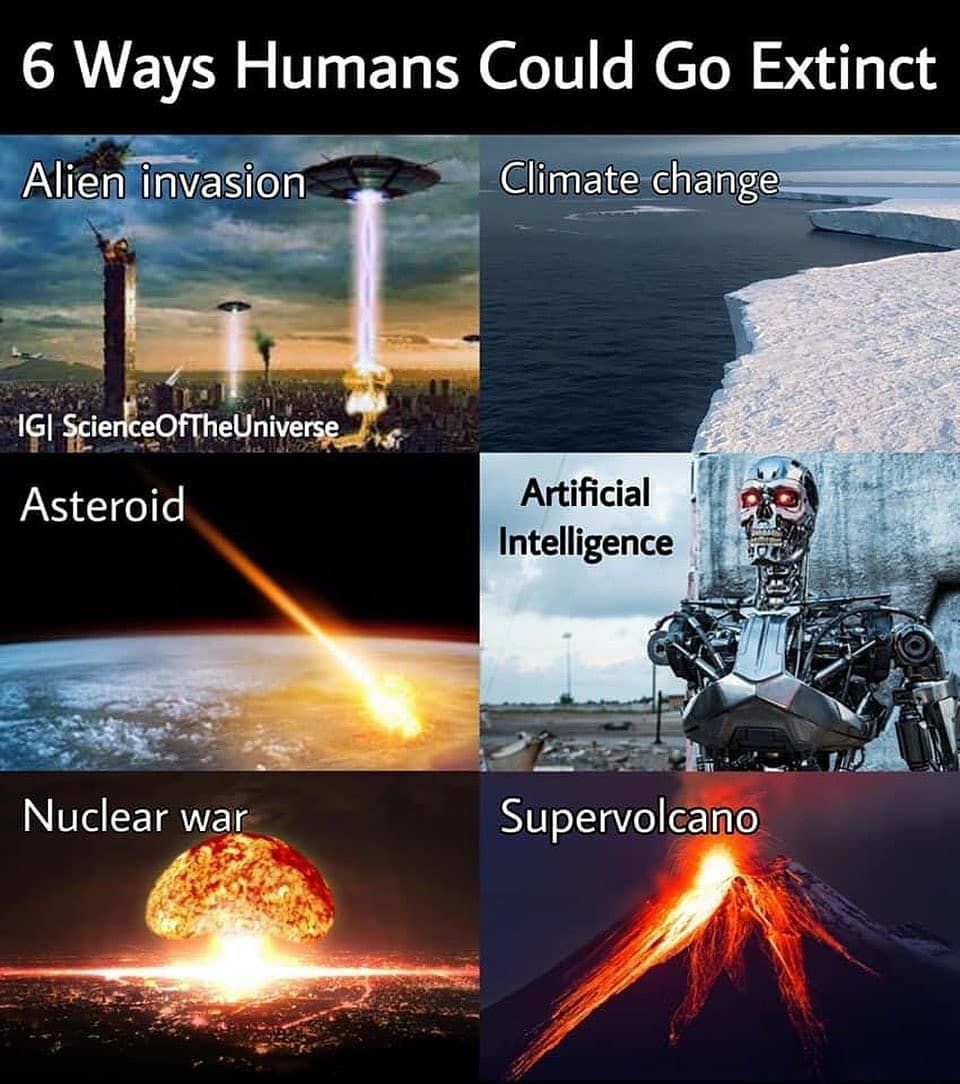 6 Ways Humans Could Go Extinct
Alien invasion
Climate change
IG| ScienceOfTheUniverse
Asteroid
Artificial
Intelligence
Nuclear war
Supervolcano